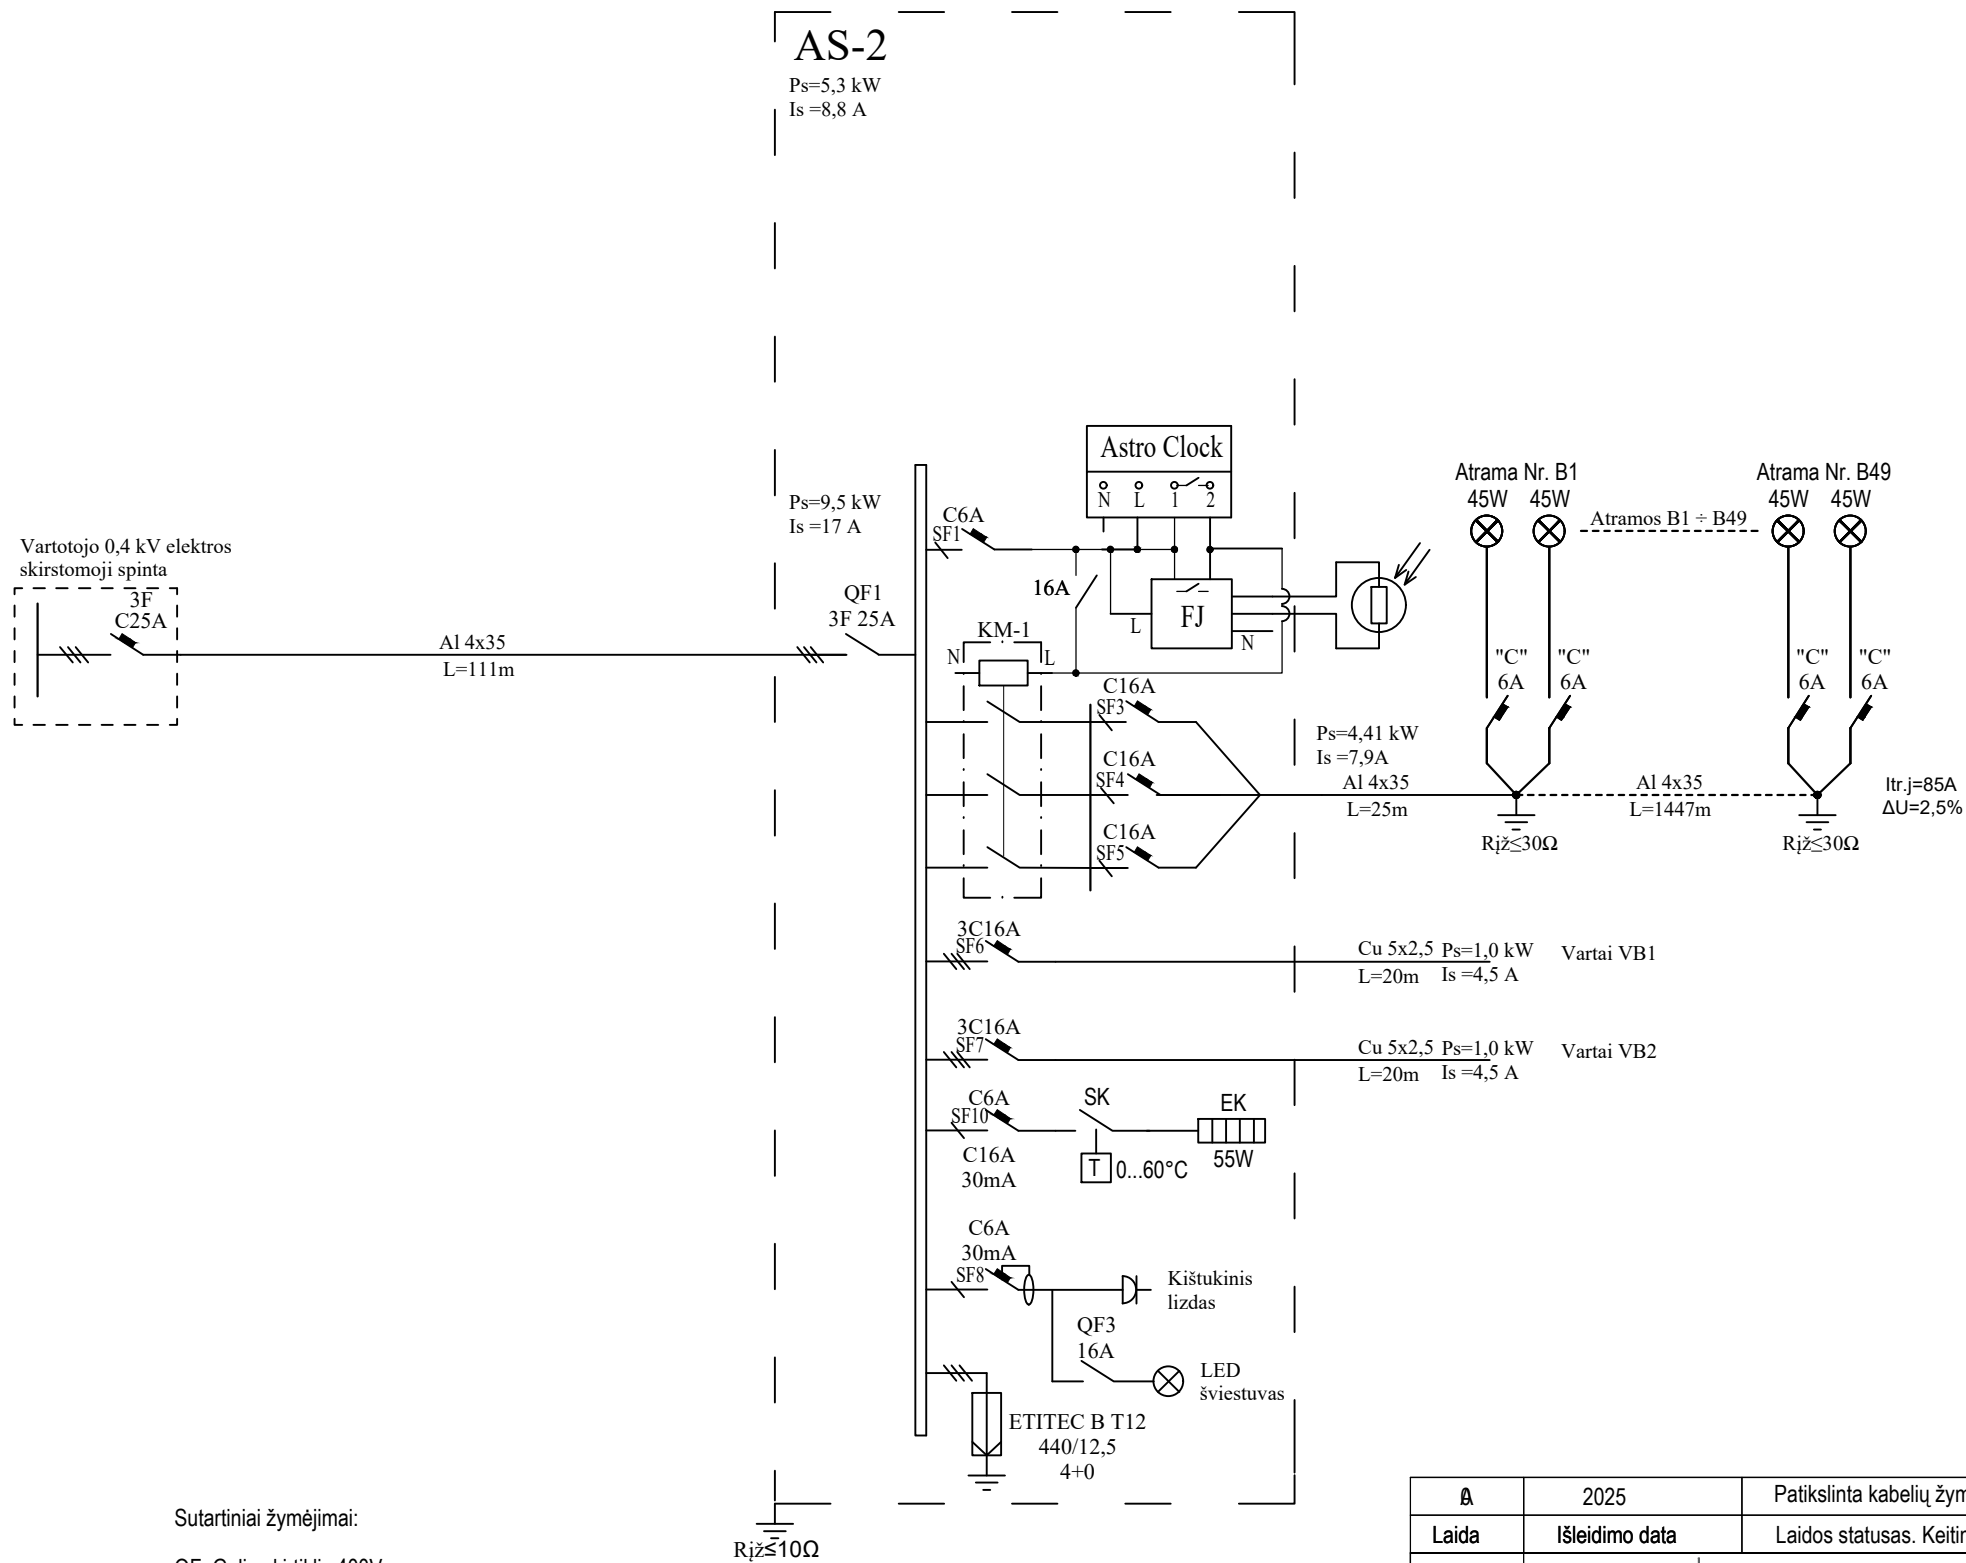 AS-2
Ps=5,3 kW
Is =8,8 A
Ps=9,5 kW
Is =17 A
Vartotojo 0,4 kV elektros
skirstomoji spinta
3F
C25A
Al 4x35
L=111m
QF1
3F 25A
C6A
SF1
Astro Clock
N L 1 2
16A
FJ
L
N
KM-1
N
L
C16A
SF3
C16A
SF4
C16A
SF5
Ps=4,41 kW
Is =7,9A
Al 4x35
L=25m
Atrama Nr. B1
45W 45W
Atramos B1 ÷ B49
Atrama Nr. B49
45W 45W
"C" "C"
6A 6A
"C" "C"
6A 6A
Al 4x35
L=1447m
Rįž≤30Ω
Rįž≤30Ω
Itr.j=85A
ΔU=2,5%
3C16A
SF6
Cu 5x2,5 Ps=1,0 kW Vartai VB1
L=20m Is =4,5 A
3C16A
SF7
Cu 5x2,5 Ps=1,0 kW Vartai VB2
L=20m Is =4,5 A
C6A
SF10
C16A
30mA
SK
T 0...60°C
EK
55W
C6A
30mA
SF8
Kištukinis
lizdas
QF3
16A
LED
šviestuvas
ETITEC B T12
440/12,5
4+0
Rįž≤10Ω
Sutartiniai žymėjimai:
2025 Patikslinta kabelių
Laida Išleidimo data Laidos statusas.